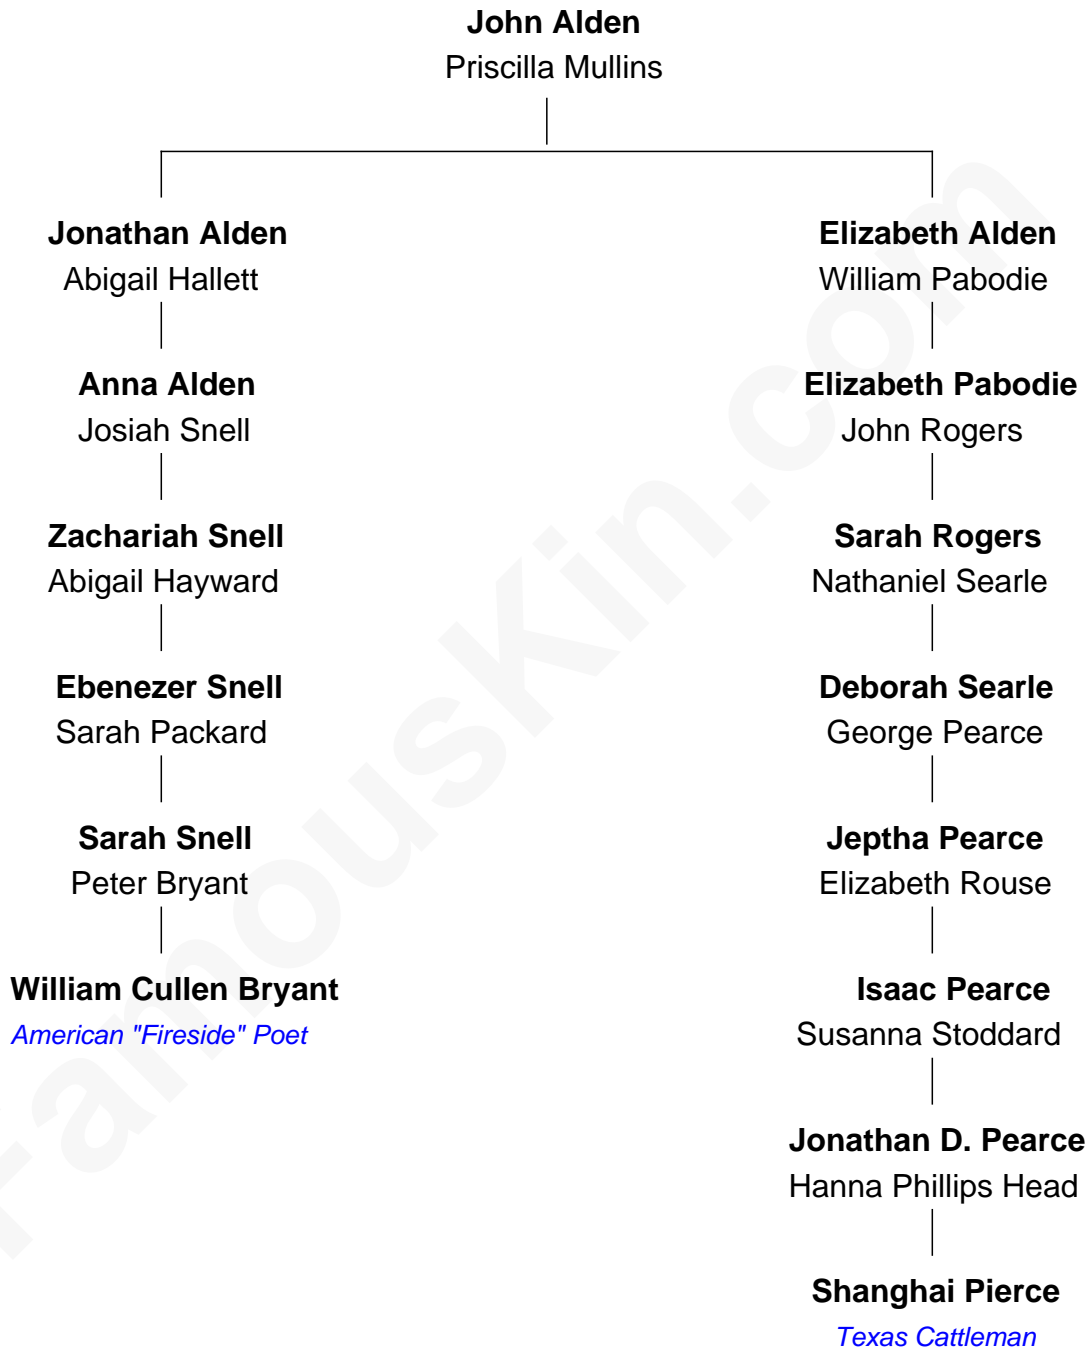 John Alden
Priscilla Mullins
Jonathan Alden
Abigail Hallett
Anna Alden
Josiah Snell
Zachariah Snell
Abigail Hayward
Ebenezer Snell
Sarah Packard
Sarah Snell
Peter Bryant
William Cullen Bryant
American "Fireside" Poet
Elizabeth Alden
William Pabodie
Elizabeth Pabodie
John Rogers
Sarah Rogers
Nathaniel Searle
Deborah Searle
George Pearce
Jeptha Pearce
Elizabeth Rouse
Isaac Pearce
Susanna Stoddard
Jonathan D. Pearce
Hanna Phillips Head
Shanghai Pierce
Texas Cattleman
FamousKin.com